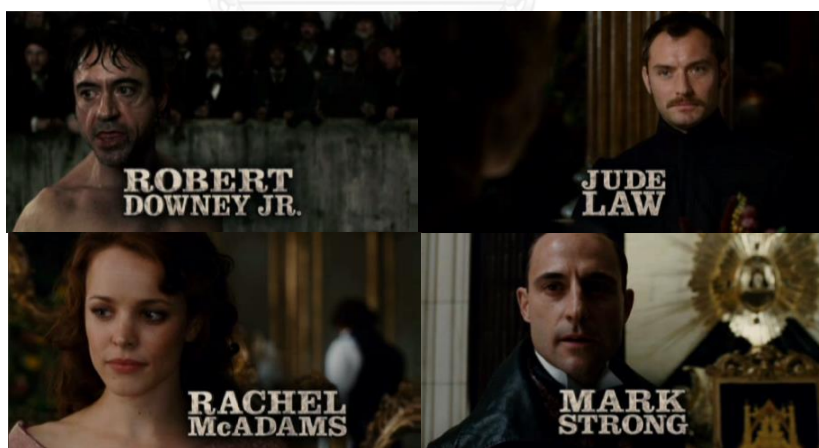 ROBERT
DOWNEY JR.
JUDE
LAW
RACHEL
McADAMS
MARK
STRONG